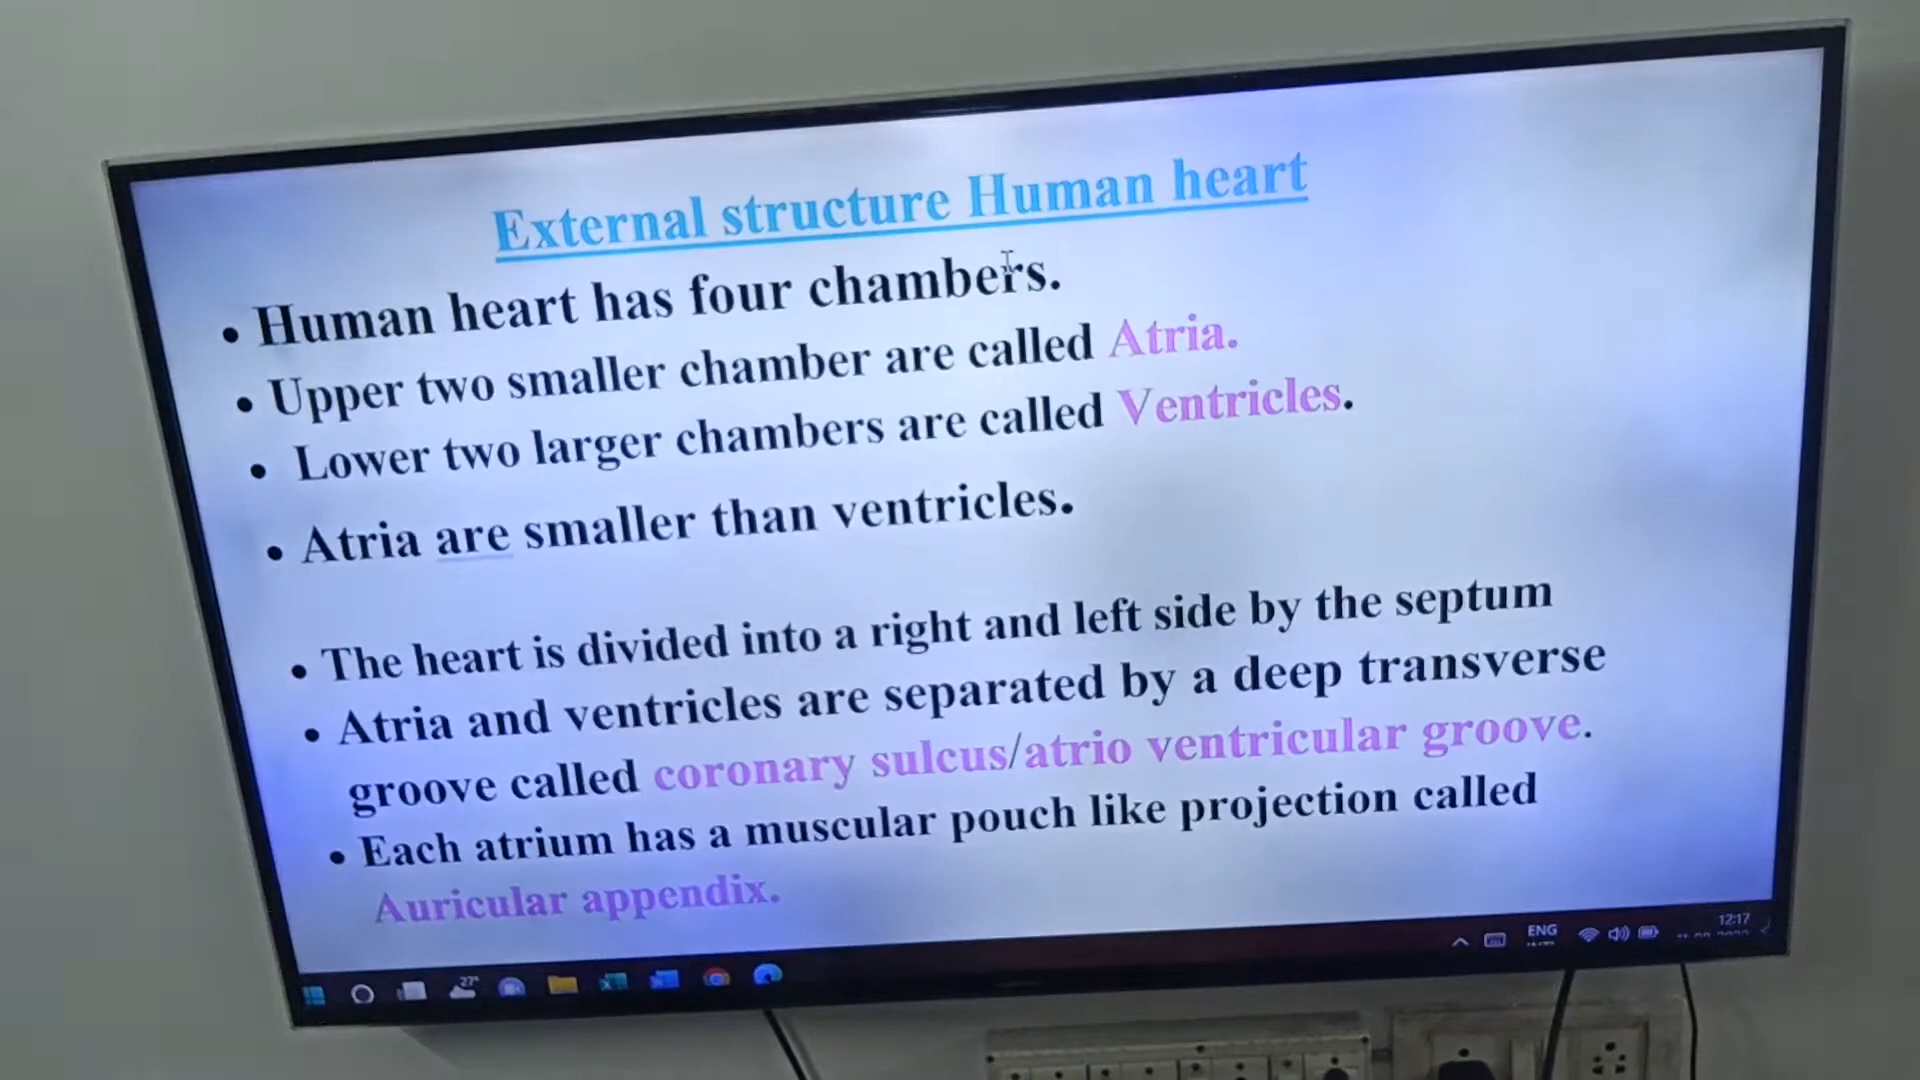 External structure Human heart
• Human heart has four chambers.
• Upper two smaller chamber are called Atria.
• Lower two larger chambers are called Ventricles.
• Atria are smaller than ventricles.
• The heart is divided into a right and left side by the septum
• Atria and ventricles are separated by a deep transverse
groove called coronary sulcus/atrio ventricular groove.
• Each atrium has a muscular pouch like projection called
Auricular appendix.
27°
ENG
12:17